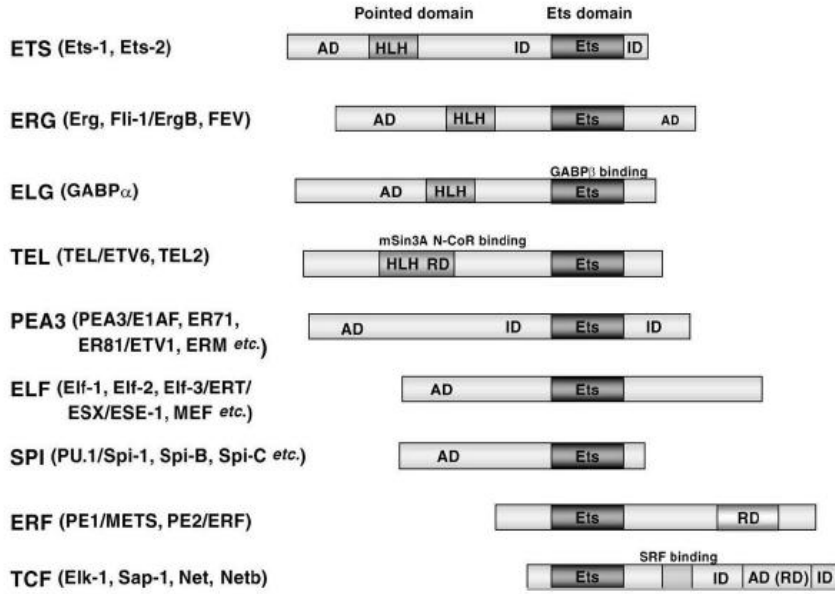 Pointed domain Ets domain
ETS (Ets-1, Ets-2) AD HLH ID Ets ID
ERG (Erg, Fli-1/ErgB, FEV) AD HLH Ets AD
GABPβ binding
ELG (GABPα) AD HLH Ets
mSin3A N-CoR binding
TEL (TEL/ETV6, TEL2) HLH RD Ets
PEA3 (PEA3/E1AF, ER71, AD ID Ets ID
ER81/ETV1, ERM etc.)
ELF (Elf-1, Elf-2, Elf-3/ERT/ AD Ets
ESX/ESE-1, MEF etc.)
SPI (PU.1/Spi-1, Spi-B, Spi-C etc.) AD Ets
ERF (PE1/METS, PE2/ERF) Ets RD
SRF binding
TCF (Elk-1, Sap-1, Net, Netb) Ets ID AD (RD) ID